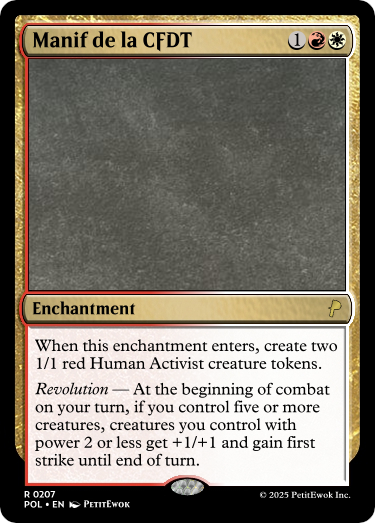 Manif de la CFDT 1
Enchantment
When this enchantment enters, create two
1/1 red Human Activist creature tokens.
Revolution — At the beginning of combat
on your turn, if you control five or more
creatures, creatures you control with
power 2 or less get +1/+1 and gain first
strike until end of turn.
R 0207
POL • EN PETITEWOK
© 2025 PetitEwok Inc.